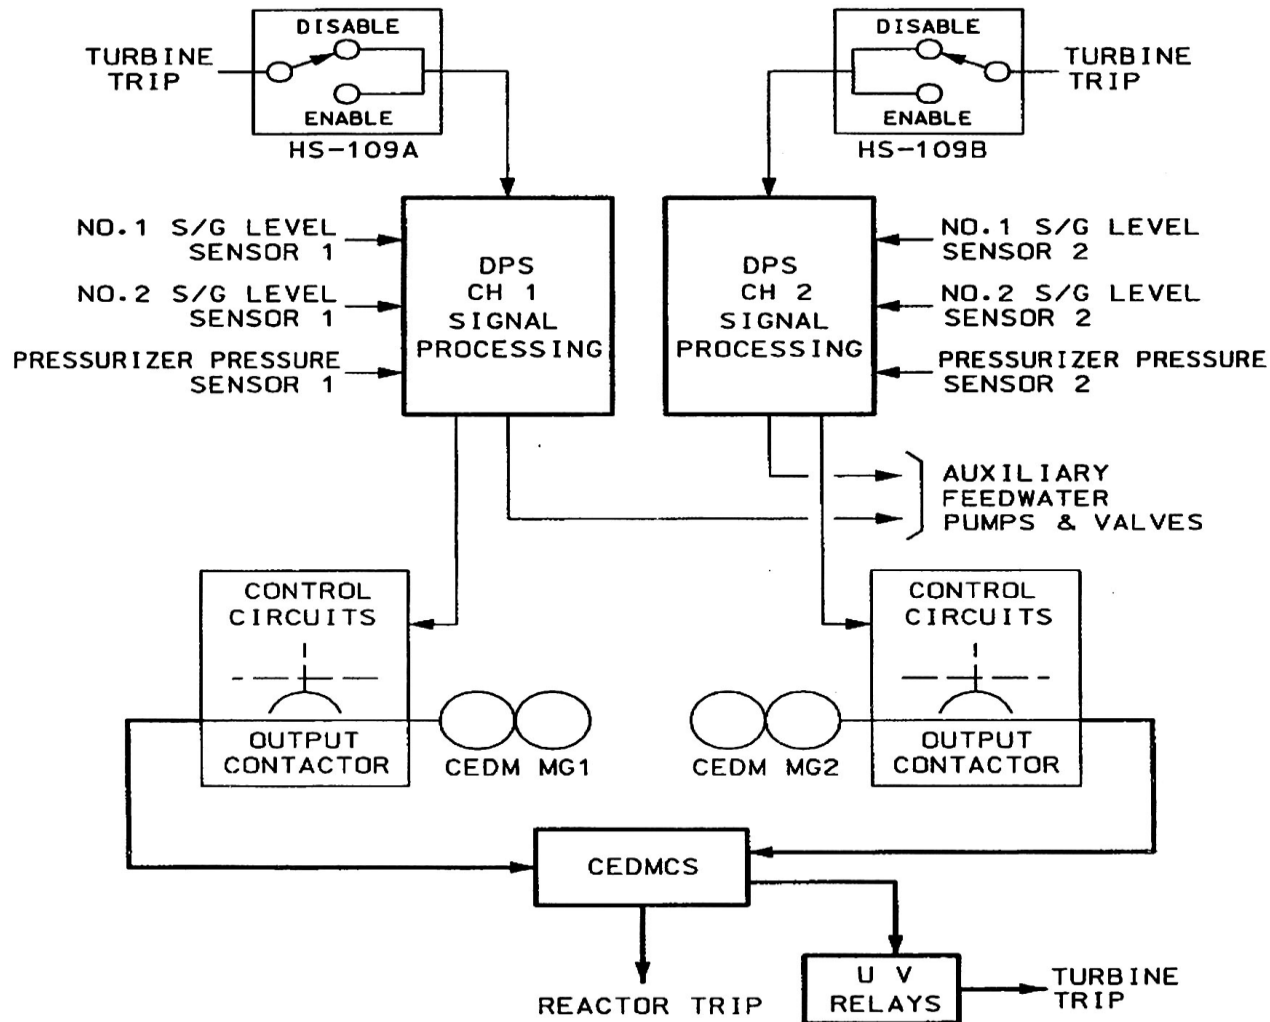 DISABLE
TURBINE
TRIP
ENABLE
HS-109A
DISABLE
TURBINE
TRIP
ENABLE
HS-109B
NO.1 S/G LEVEL
SENSOR 1
NO.2 S/G LEVEL
SENSOR 1
PRESSURIZER PRESSURE
SENSOR 1
DPS
CH 1
SIGNAL
PROCESSING
DPS
CH 2
SIGNAL
PROCESSING
NO.1 S/G LEVEL
SENSOR 2
NO.2 S/G LEVEL
SENSOR 2
PRESSURIZER PRESSURE
SENSOR 2
AUXILIARY
FEEDWATER
PUMPS & VALVES
CONTROL
CIRCUITS
OUTPUT
CONTACTOR
CEDM MG1
CEDM MG2
CONTROL
CIRCUITS
OUTPUT
CONTACTOR
CEDMCS
REACTOR TRIP
U V
RELAYS
TURBINE
TRIP